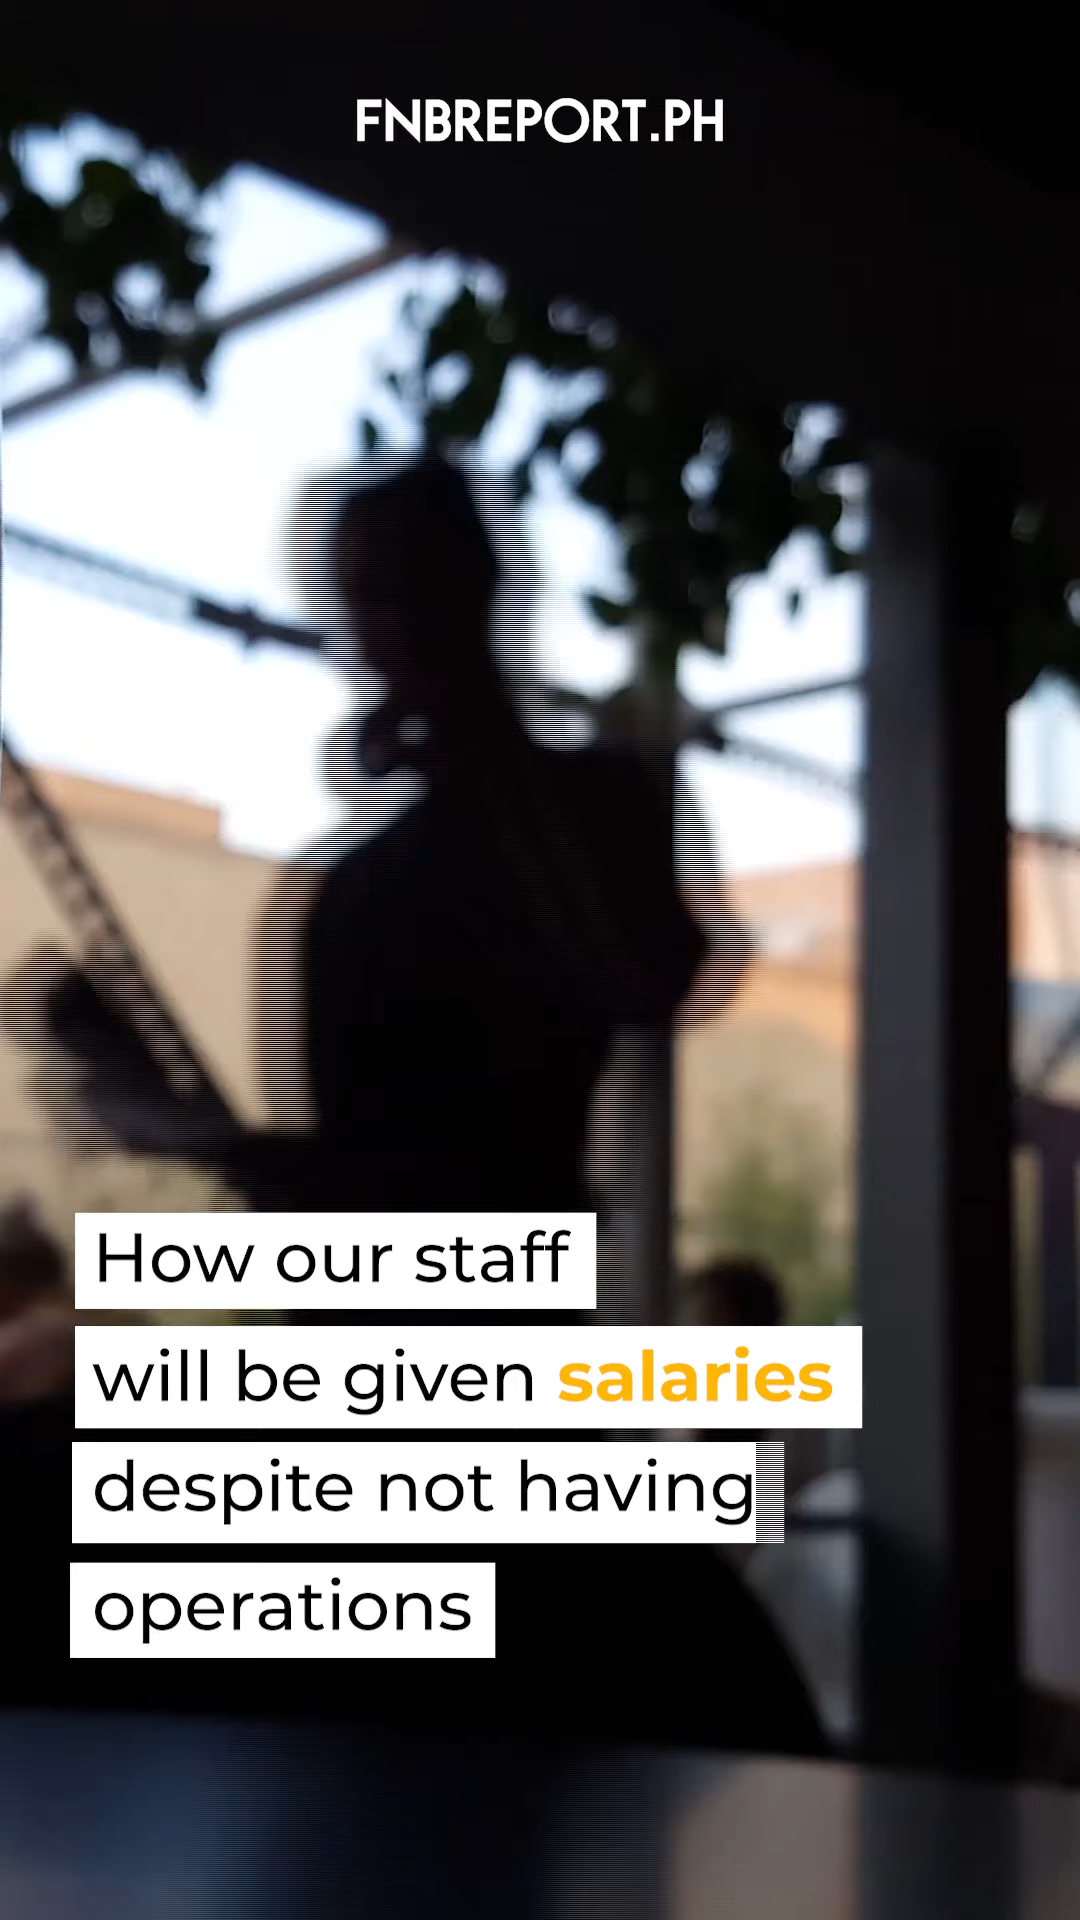 FNBREPORT.PH
How our staff
will be given salaries
despite not having
operations